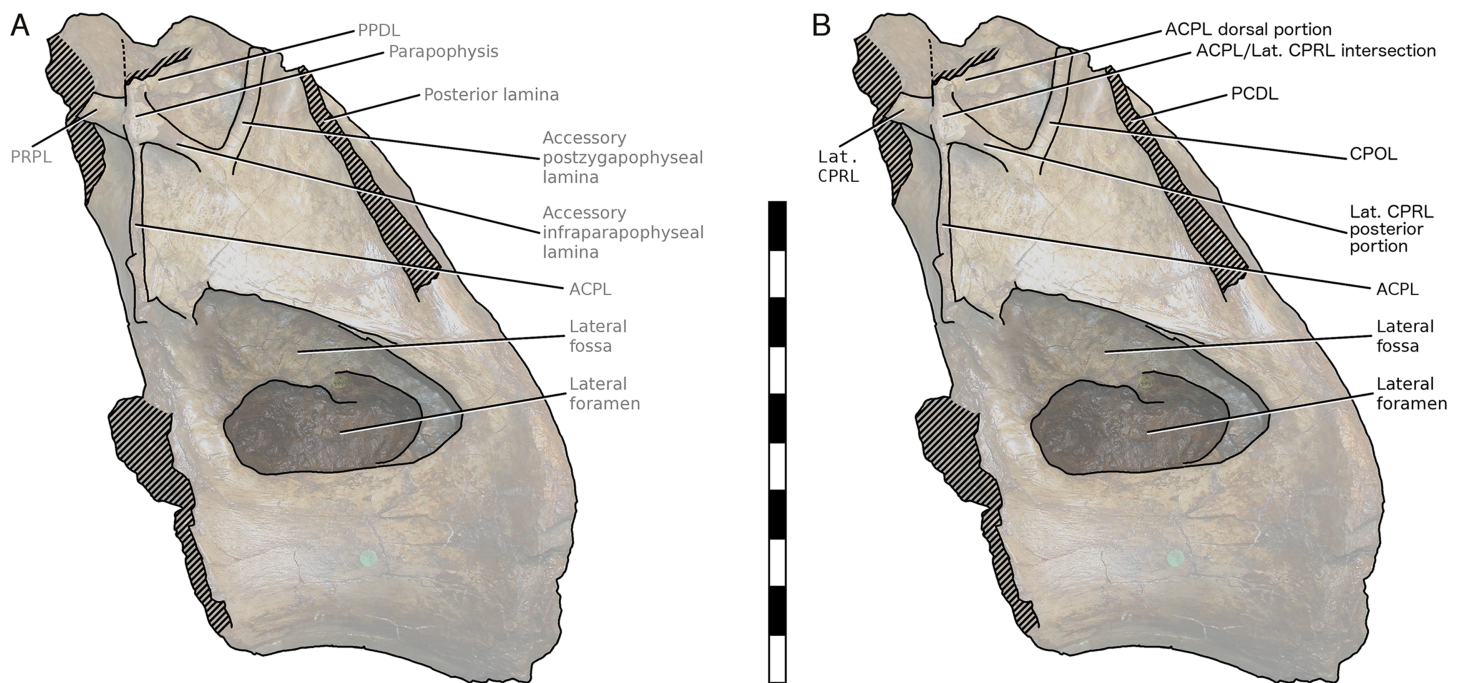 A
PPDL
Parapophysis
Posterior lamina
Accessory
postzygapophyseal
lamina
PRPL
Accessory
infraparapophyseal
lamina
ACPL
Lateral
fossa
Lateral
foramen
B
ACPL dorsal portion
ACPL/Lat. CPRL intersection
PCDL
CPOL
Lat.
CPRL
Lat. CPRL
posterior
portion
ACPL
Lateral
fossa
Lateral
foramen